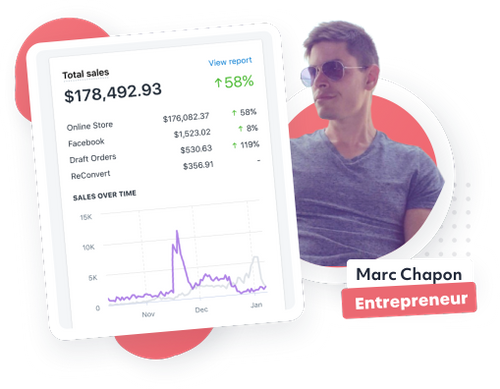 Total sales
View report
$178,492.93
↑58%
Online Store $176,082.37 ↑ 58%
Facebook $1,523.02 ↑ 8%
Draft Orders $530.63 ↑ 119%
ReConvert $356.91 -
SALES OVER TIME
15K
10K
5K
0
Nov Dec Jan
Marc Chapon
Entrepreneur